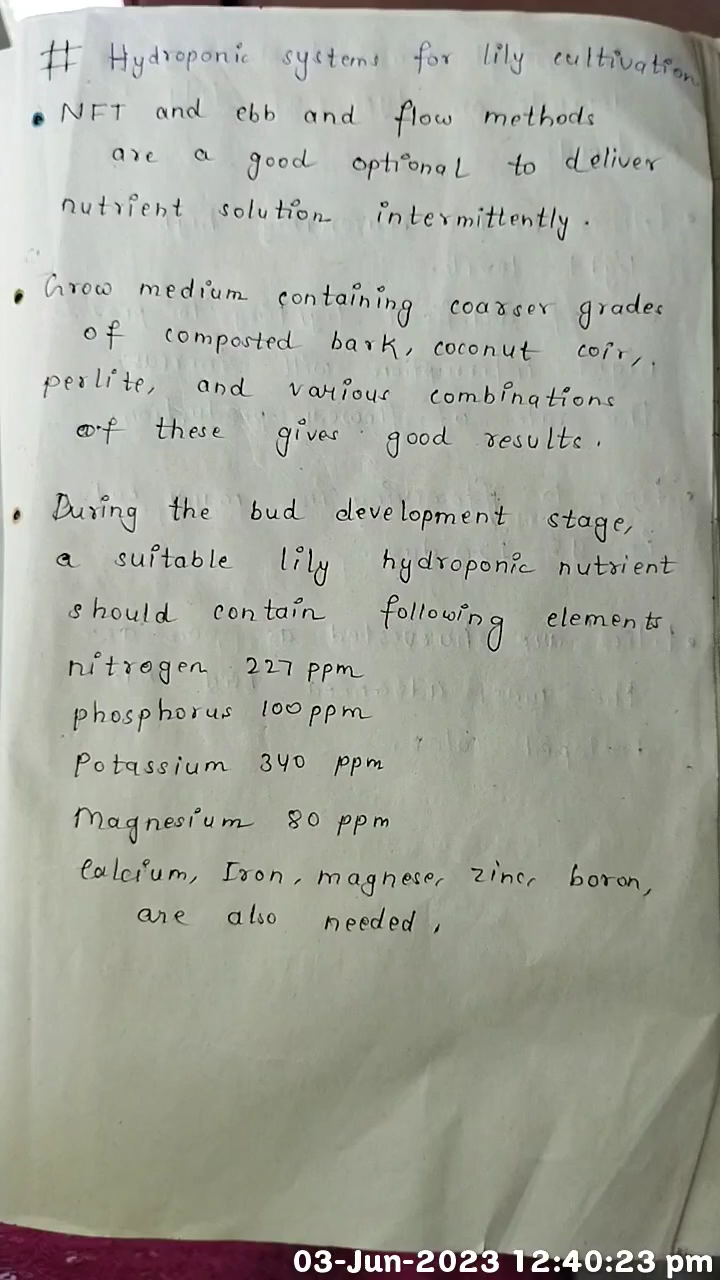 # Hydroponic systems for lily cultivation
• NFT and ebb and flow methods
are a good optional to deliver
nutrient solution intermittently.
• Grow medium containing coarser grades
of composted bark, coconut coir,.
perlite, and various combinations
of these gives good results.
• During the bud development stage,
a suitable lily hydroponic nutrient
should contain following elements.
nitrogen 227 ppm
phosphorus 100 ppm
Potassium 340 ppm
Magnesium 80 ppm
Calcium, Iron, magnese, zinc, boron,
are also needed,
03-Jun-2023 12:40:23 pm